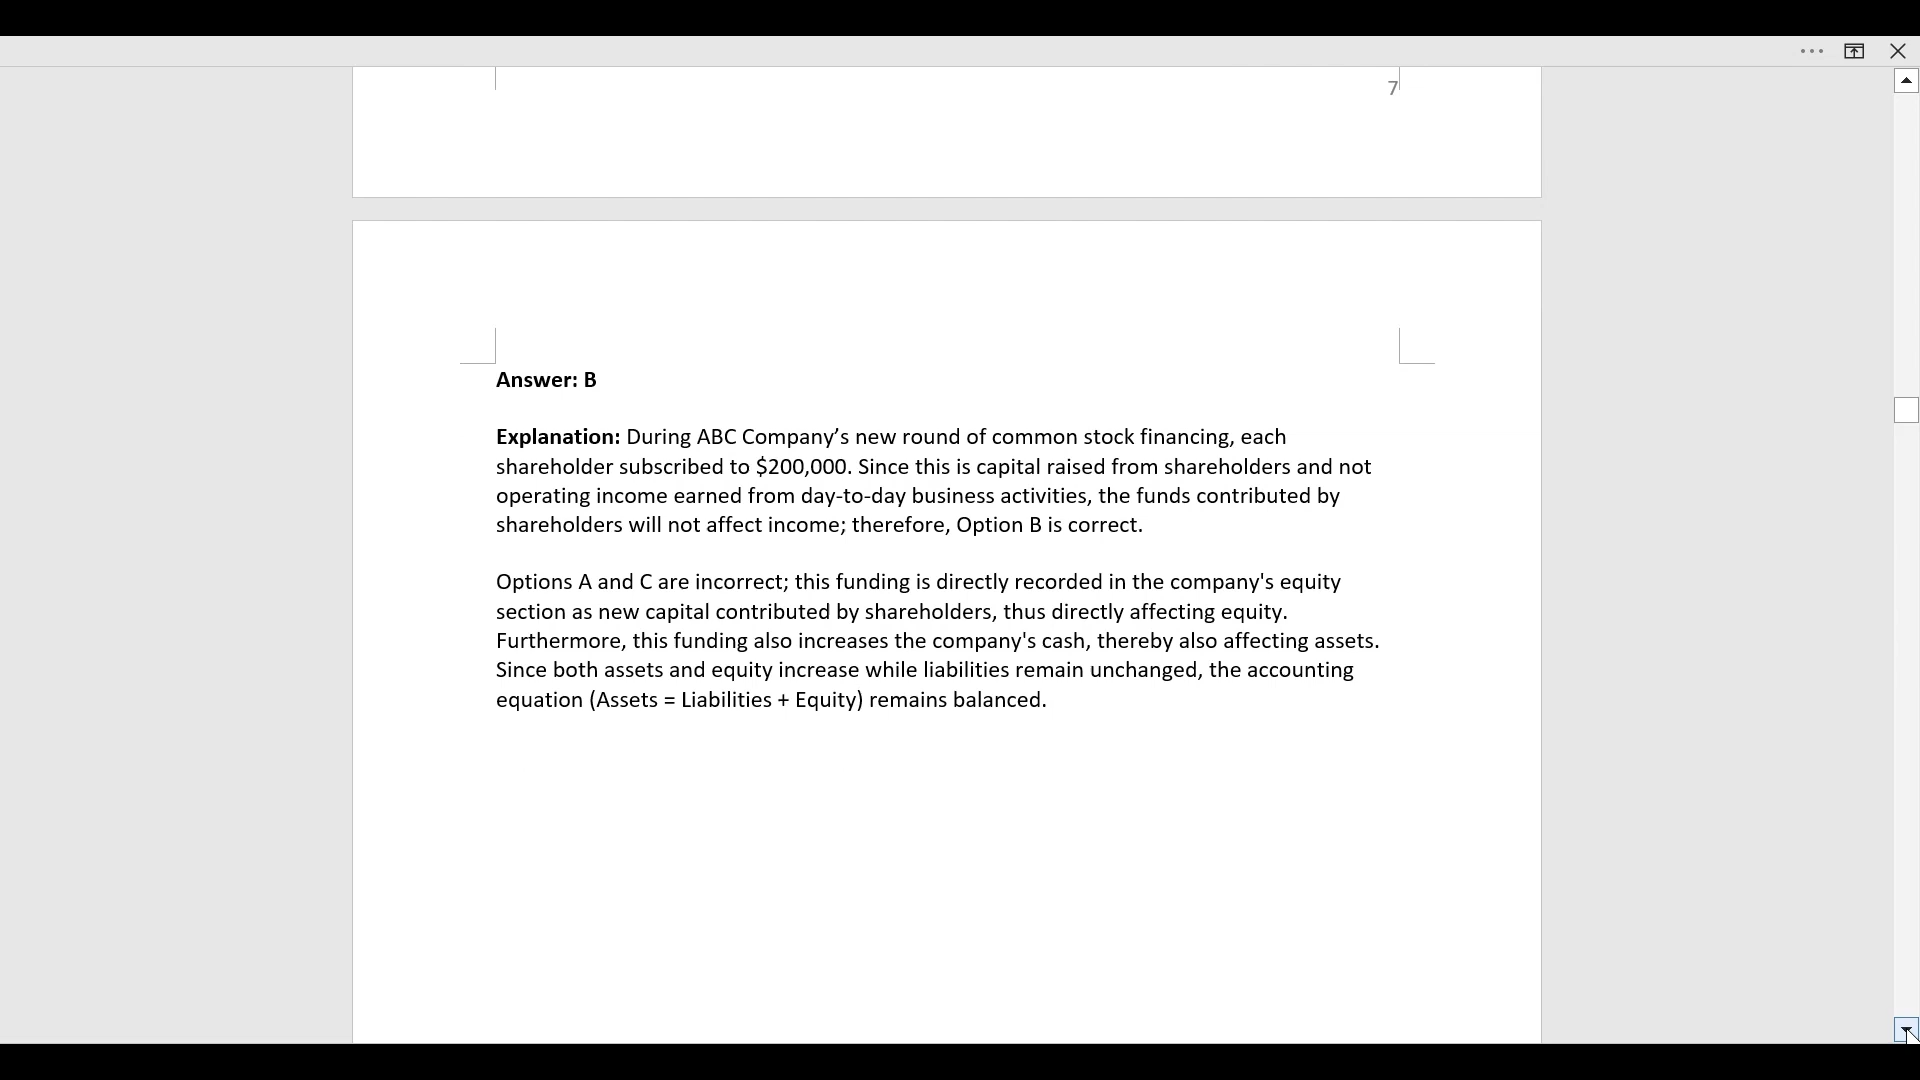 7
Answer: B
Explanation: During ABC Company’s new round of common stock financing, each
shareholder subscribed to $200,000. Since this is capital raised from shareholders and not
operating income earned from day-to-day business activities, the funds contributed by
shareholders will not affect income; therefore, Option B is correct.
Options A and C are incorrect; this funding is directly recorded in the company's equity
section as new capital contributed by shareholders, thus directly affecting equity.
Furthermore, this funding also increases the company's cash, thereby also affecting assets.
Since both assets and equity increase while liabilities remain unchanged, the accounting
equation (Assets = Liabilities + Equity) remains balanced.